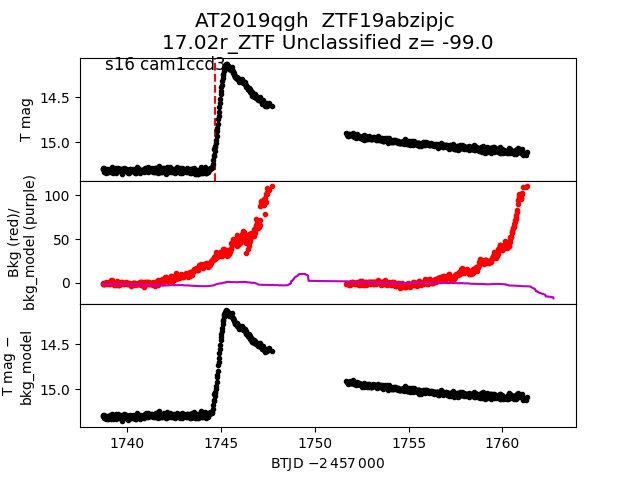 AT2019qgh  ZTF19abzipjc
17.02r_ZTF Unclassified z= -99.0
s16 cam1ccd3
T mag
14.5
15.0
Bkg (red)/
bkg_model (purple)
100
50
0
T mag −
bkg_model
14.5
15.0
1740 1745 1750 1755 1760
BTJD −2 457 000